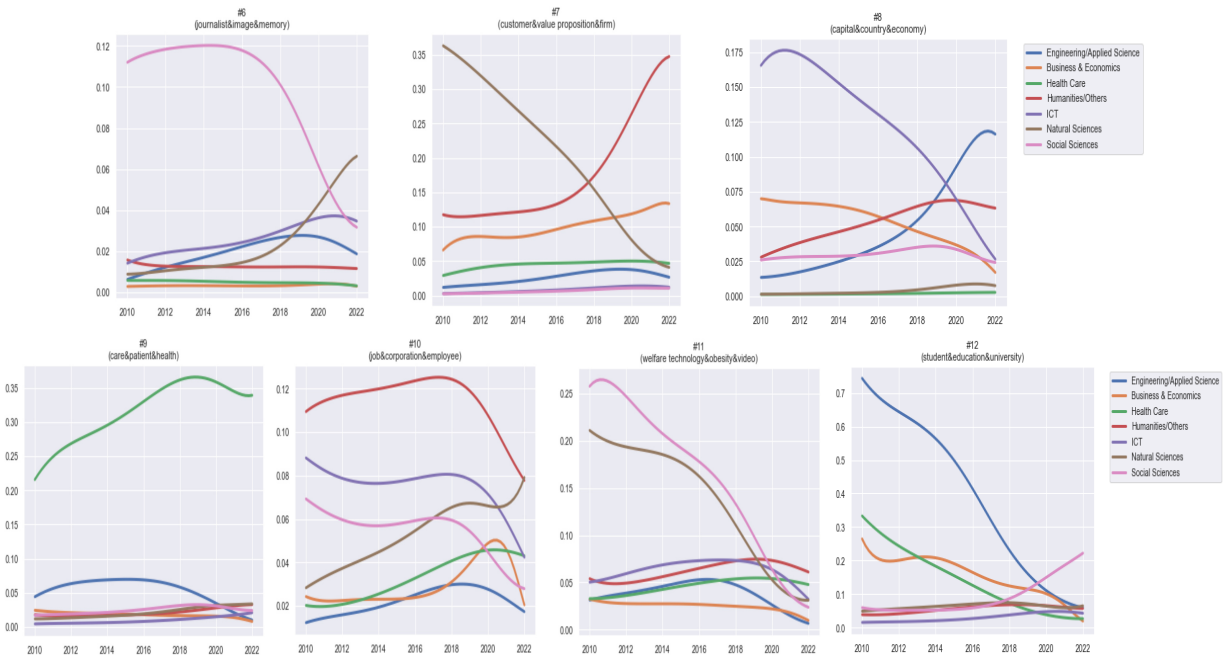 #6
(journalist&image&memory)
0.12
0.10
0.08
0.06
0.04
0.02
0.00
2010 2012 2014 2016 2018 2020 2022
#7
(customer&value proposition&firm)
0.35
0.30
0.25
0.20
0.15
0.10
0.05
0.00
2010 2012 2014 2016 2018 2020 2022
#8
(capital&country&economy)
0.175
0.150
0.125
0.100
0.075
0.050
0.025
0.000
2010 2012 2014 2016 2018 2020 2022
Engineering/Applied Science
Business & Economics
Health Care
Humanities/Others
ICT
Natural Sciences
Social Sciences
#9
(care&patient&health)
0.35
0.30
0.25
0.20
0.15
0.10
0.05
0.00
2010 2012 2014 2016 2018 2020 2022
#10
(job&corporation&employee)
0.12
0.10
0.08
0.06
0.04
0.02
2010 2012 2014 2016 2018 2020 2022
#11
(welfare technology&obesity&video)
0.25
0.20
0.15
0.10
0.05
0.00
2010 2012 2014 2016 2018 2020 2022
#12
(student&education&university)
0.7
0.6
0.5
0.4
0.3
0.2
0.1
0.0
2010 2012 2014 2016 2018 2020 2022
Engineering/Applied Science
Business & Economics
Health Care
Humanities/Others
ICT
Natural Sciences
Social Sciences